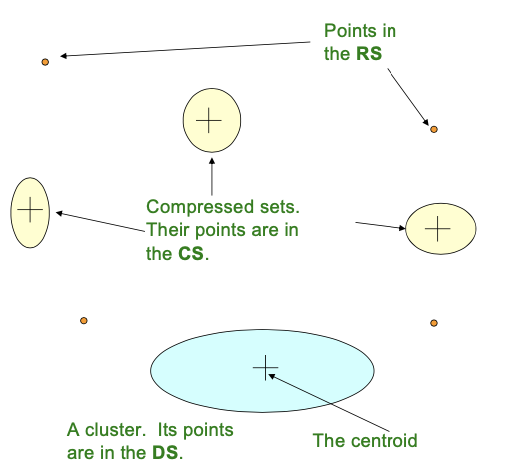 Points in
the RS
Compressed sets.
Their points are in
the CS.
A cluster.  Its points
are in the DS.
The centroid